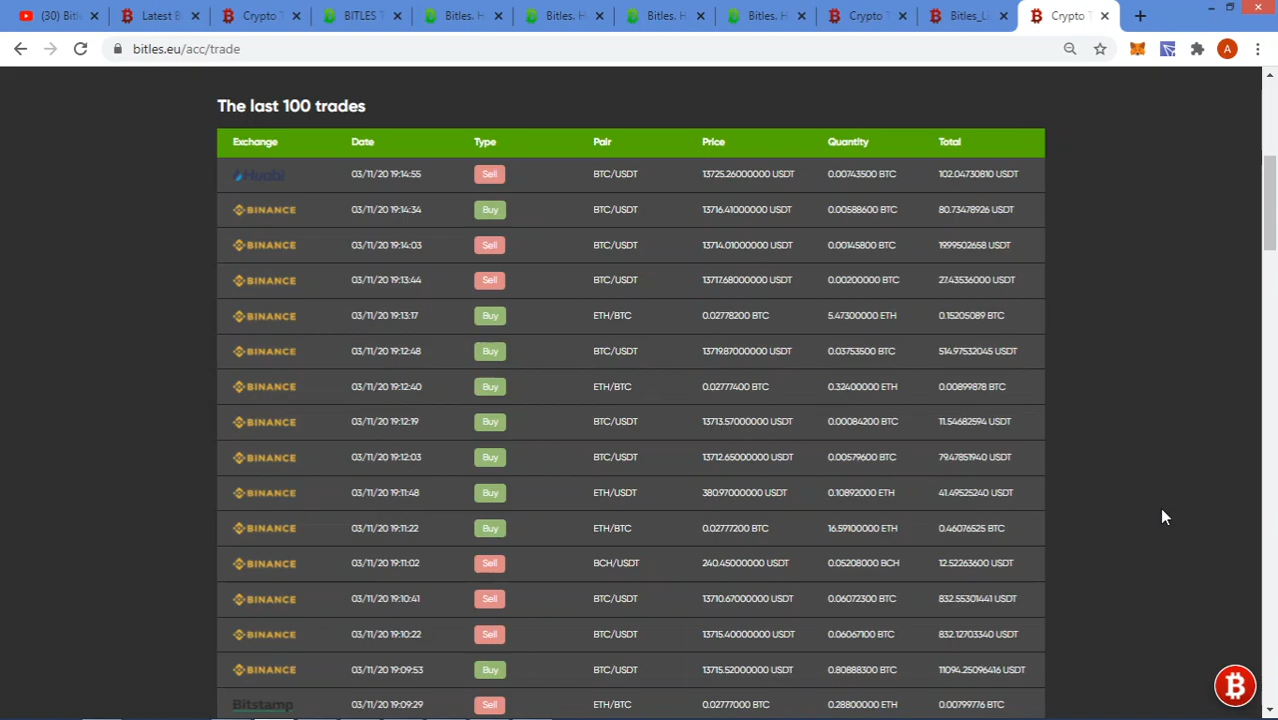 (30) Bitles
Latest B
Crypto T
BITLES T
Bitles. H
Bitles. H
Bitles. H
Bitles. H
Crypto T
Bitles_Li
Crypto T
bitles.eu/acc/trade
A
The last 100 trades
Exchange Date Type Pair Price Quantity Total
Huobi 03/11/20 19:14:55 Sell BTC/USDT 13725.26000000 USDT 0.00743500 BTC 102.04730810 USDT
BINANCE 03/11/20 19:14:34 Buy BTC/USDT 13716.41000000 USDT 0.00588600 BTC 80.73478926 USDT
BINANCE 03/11/20 19:14:03 Sell BTC/USDT 13714.01000000 USDT 0.00145800 BTC 19.99502658 USDT
BINANCE 03/11/20 19:13:44 Sell BTC/USDT 13717.68000000 USDT 0.00200000 BTC 27.43536000 USDT
BINANCE 03/11/20 19:13:17 Buy ETH/BTC 0.02778200 BTC 5.47300000 ETH 0.15205089 BTC
BINANCE 03/11/20 19:12:48 Buy BTC/USDT 13719.87000000 USDT 0.03753500 BTC 514.97532045 USDT
BINANCE 03/11/20 19:12:40 Buy ETH/BTC 0.02777400 BTC 0.32400000 ETH 0.00899878 BTC
BINANCE 03/11/20 19:12:19 Buy BTC/USDT 13713.57000000 USDT 0.00084200 BTC 11.54682594 USDT
BINANCE 03/11/20 19:12:03 Buy BTC/USDT 13712.65000000 USDT 0.00579600 BTC 79.47851940 USDT
BINANCE 03/11/20 19:11:48 Buy ETH/USDT 380.97000000 USDT 0.10892000 ETH 41.49525240 USDT
BINANCE 03/11/20 19:11:22 Buy ETH/BTC 0.02777200 BTC 16.59100000 ETH 0.46076525 BTC
BINANCE 03/11/20 19:11:02 Sell BCH/USDT 240.45000000 USDT 0.05208000 BCH 12.52263600 USDT
BINANCE 03/11/20 19:10:41 Sell BTC/USDT 13710.67000000 USDT 0.06072300 BTC 832.55301441 USDT
BINANCE 03/11/20 19:10:22 Sell BTC/USDT 13715.40000000 USDT 0.06067100 BTC 832.12703340 USDT
BINANCE 03/11/20 19:09:53 Buy BTC/USDT 13715.52000000 USDT 0.80888300 BTC 11094.25096416 USDT
Bitstamp 03/11/20 19:09:29 Sell ETH/BTC 0.02777000 BTC 0.28800000 ETH 0.00799776 BTC